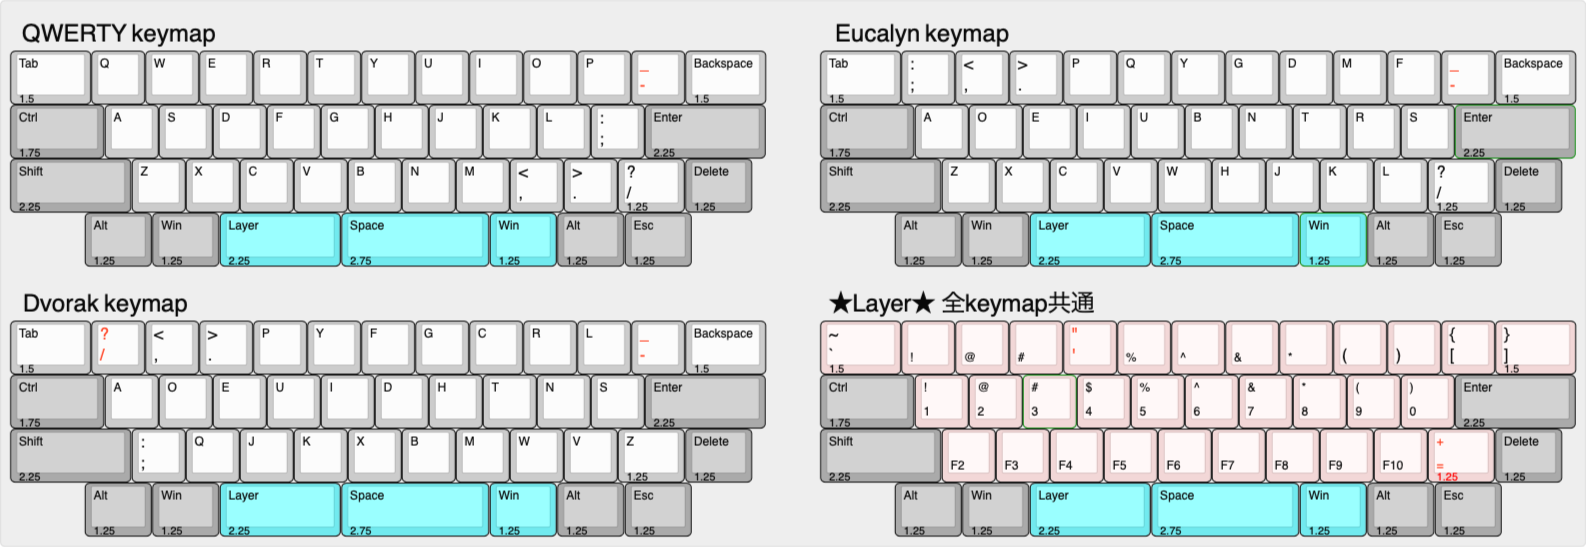 QWERTY keymap
Tab Q W E R T Y U I O P _ Backspace
1.5 - 1.5
Ctrl A S D F G H J K L : Enter
1.75 ; 2.25
Shift Z X C V B N M < > ? Delete
2.25 , . / 1.25 1.25
Alt Win Layer Space Win Alt Esc
1.25 1.25 2.25 2.75 1.25 1.25 1.25
Eucalyn keymap
Tab : < > P Q Y G D M F _ Backspace
1.5 ; , . - 1.5
Ctrl A O E I U B N T R S Enter
1.75 2.25
Shift Z X C V W H J K L ? Delete
2.25 / 1.25 1.25
Alt Win Layer Space Win Alt Esc
1.25 1.25 2.25 2.75 1.25 1.25 1.25
Dvorak keymap
Tab ? < > P Y F G C R L _ Backspace
1.5 / , . - 1.5
Ctrl A O E U I D H T N S Enter
1.75 2.25
Shift : Q J K X B M W V Z Delete
2.25 ; 1.25 1.25
Alt Win Layer Space Win Alt Esc
1.25 1.25 2.25 2.75 1.25 1.25 1.25
★Layer★ 全keymap共通
~ " { }
` ! @ # ' % ^ & * ( ) [ ]
1.5 1.5
Ctrl ! @ # $ % ^ & * ( ) Enter
1 2 3 4 5 6 7 8 9 0
1.75 2.25
Shift + Delete
F2 F3 F4 F5 F6 F7 F8 F9 F10 =
2.25 1.25 1.25
Alt Win Layer Space Win Alt Esc
1.25 1.25 2.25 2.75 1.25 1.25 1.25